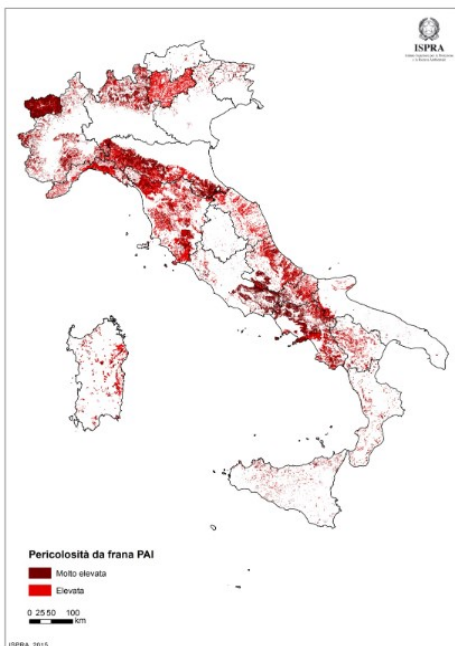 ISPRA
Pericolosità da frana PAI
Molto elevata
Elevata
0 25 50 100
km
ISPRA, 2015